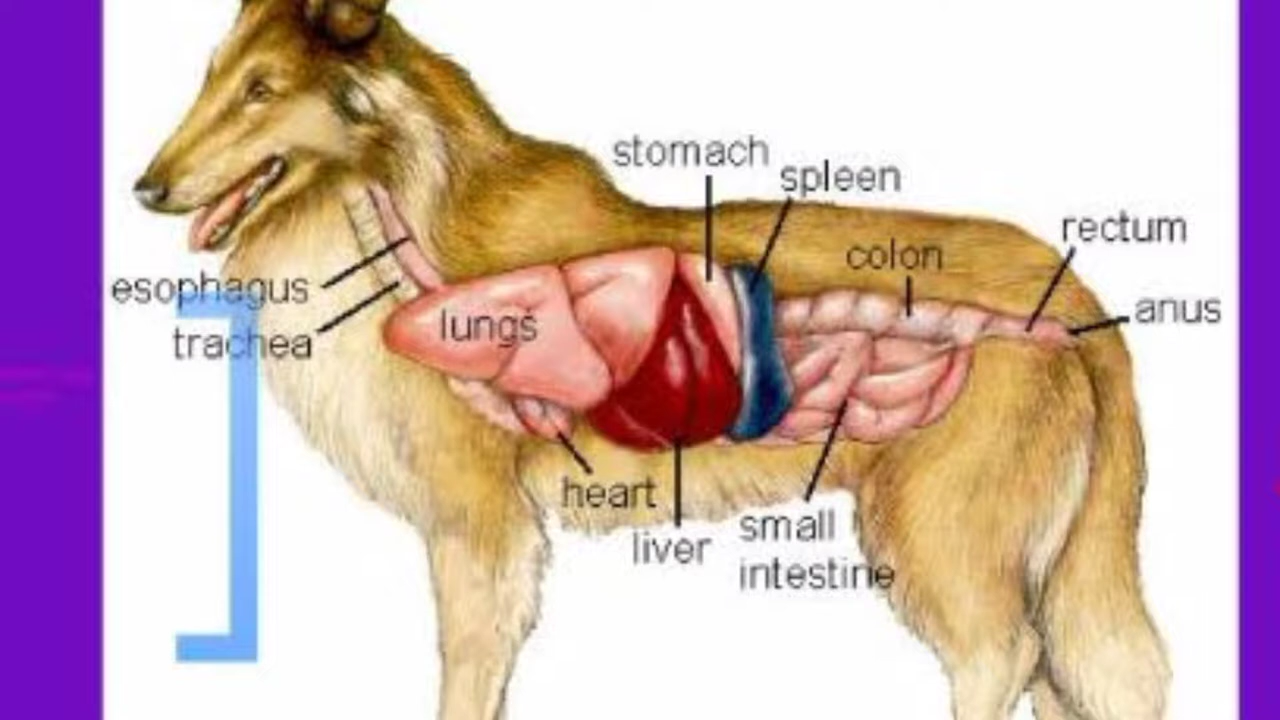 stomach
spleen
rectum
colon
esophagus
anus
lungs
trachea
heart
liver
small
intestine